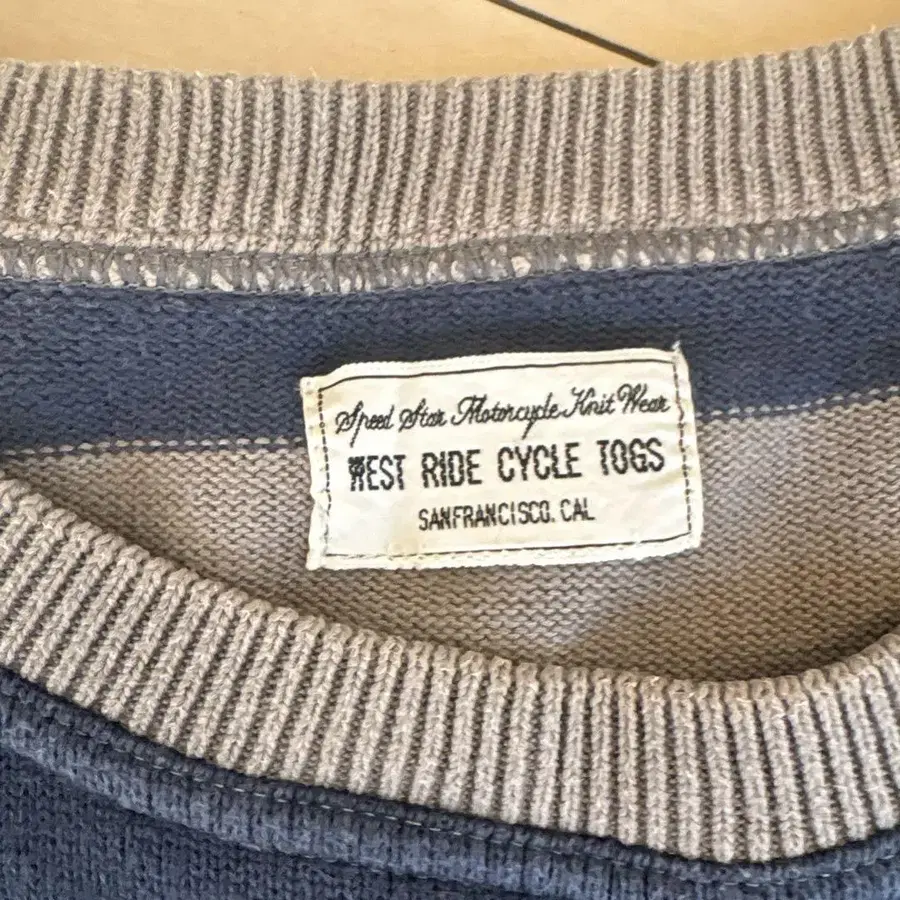 Speed Star Motorcycle Knit Wear
WEST RIDE CYCLE TOGS
SANFRANCISCO. CAL